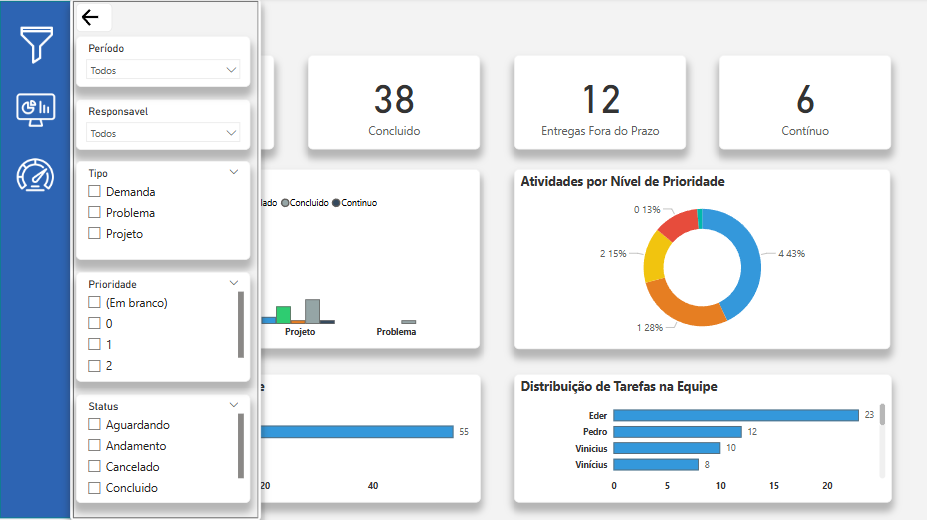 Período
Todos
Responsavel
Todos
Tipo
Demanda
Problema
Projeto
Prioridade
(Em branco)
0
1
2
Status
Aguardando
Andamento
Cancelado
Concluido
38
Concluido
12
Entregas Fora do Prazo
6
Contínuo
lado Concluido Continuo
Projeto Problema
Atividades por Nível de Prioridade
0 13%
2 15%
4 43%
1 28%
e
55
20 40
Distribuição de Tarefas na Equipe
Eder 23
Pedro 12
Vinicius 10
Vinícius 8
0 5 10 15 20